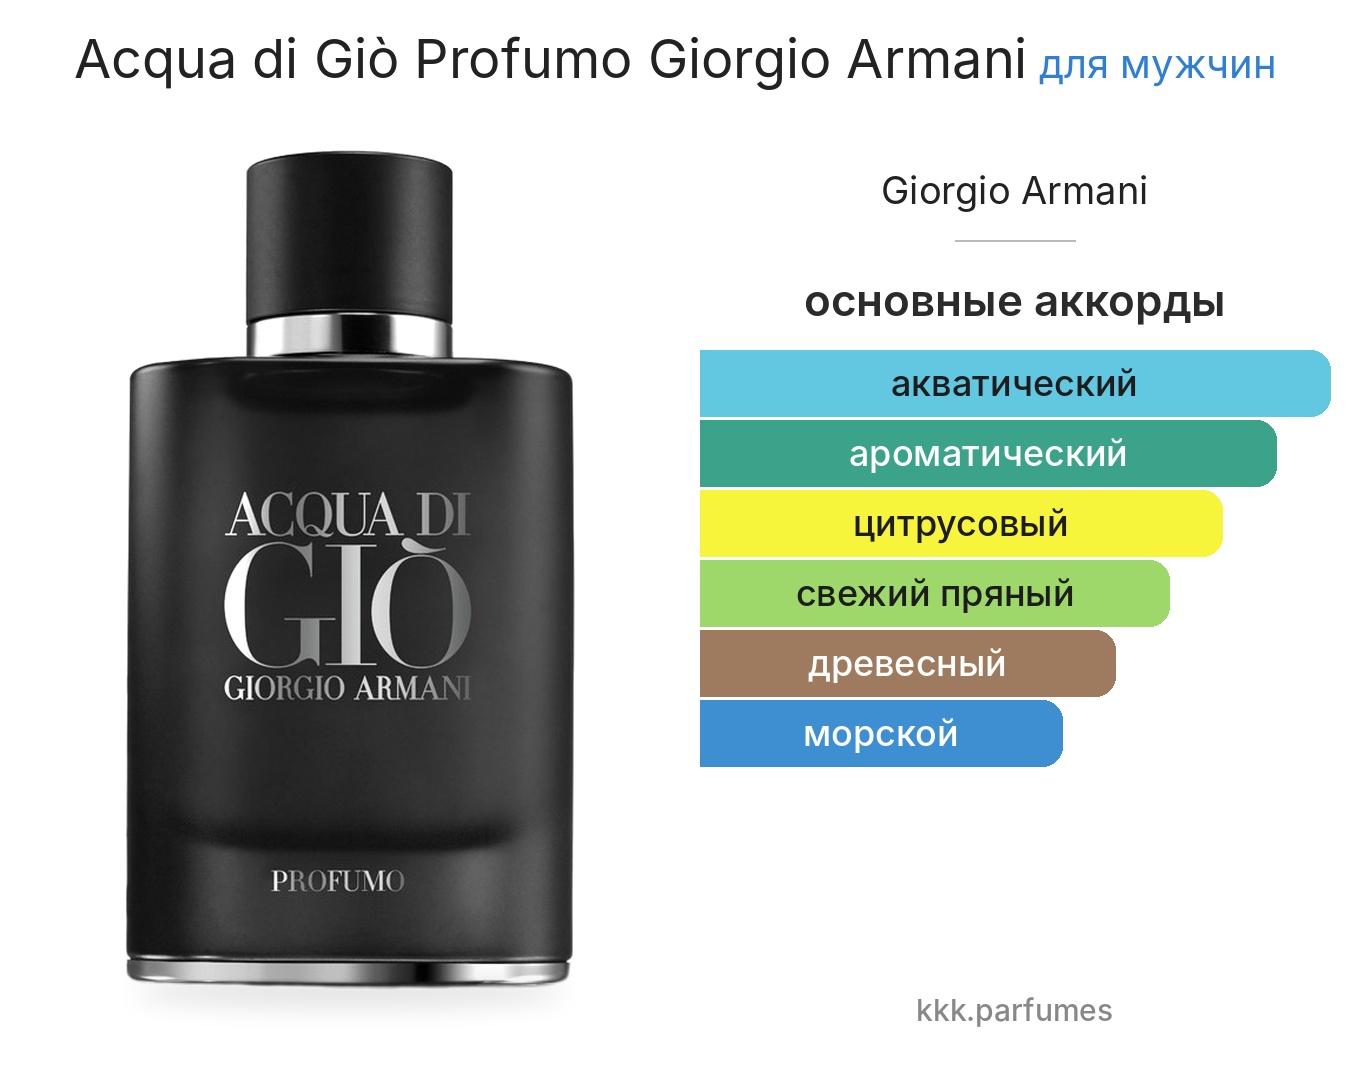 Acqua di Giò Profumo Giorgio Armani для мужчин
Giorgio Armani
основные аккорды
акватический
ароматический
цитрусовый
свежий пряный
древесный
морской
ACQUA DI
GIÒ
GIORGIO ARMANI
PROFUMO
kkk.parfumes